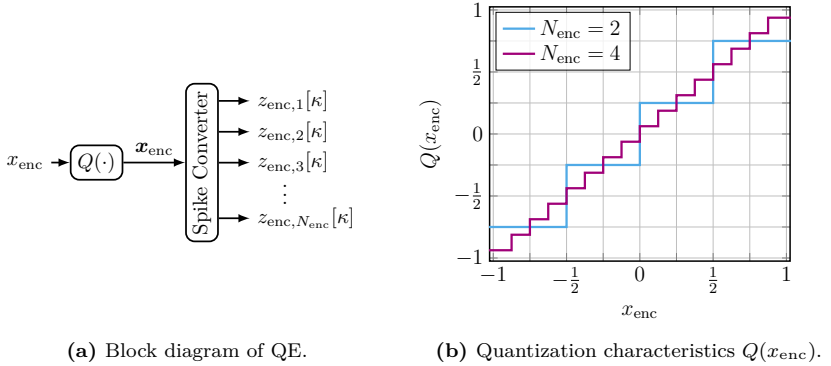 x_enc
Q(·)
𝒙_enc
Spike Converter
z_enc,1[κ]
z_enc,2[κ]
z_enc,3[κ]
⋮
z_enc,N_enc[κ]
(a) Block diagram of QE.
N_enc = 2
N_enc = 4
Q(x_enc)
1
1/2
0
−1/2
−1
−1
−1/2
0
1/2
1
x_enc
(b) Quantization characteristics Q(x_enc).